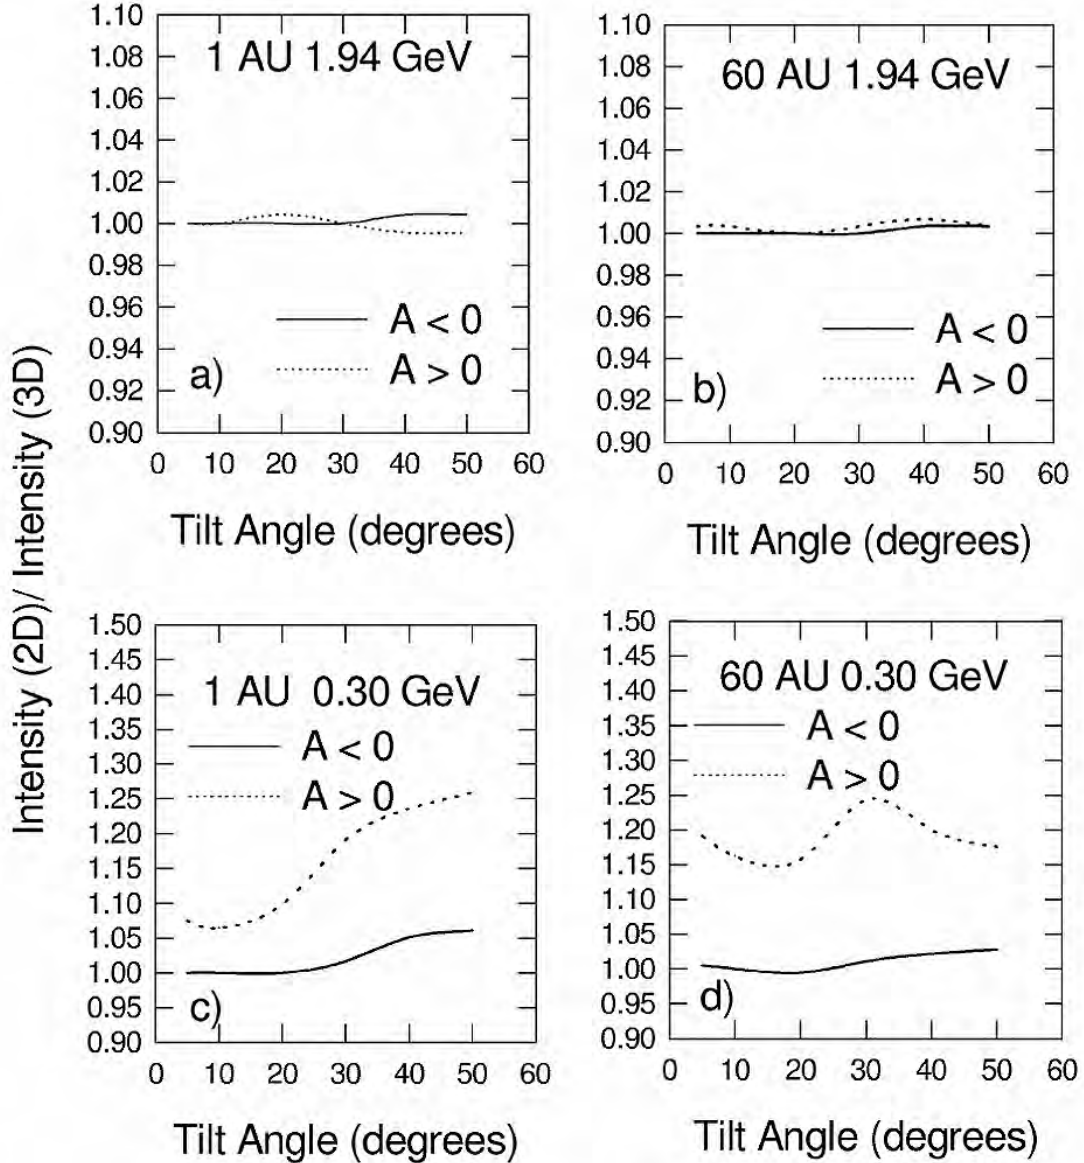 Intensity (2D)/ Intensity (3D)
1.10
1.08
1.06
1.04
1.02
1.00
0.98
0.96
0.94
0.92
0.90
1 AU 1.94 GeV
A < 0
A > 0
a)
0 10 20 30 40 50 60
Tilt Angle (degrees)
1.10
1.08
1.06
1.04
1.02
1.00
0.98
0.96
0.94
0.92
0.90
60 AU 1.94 GeV
A < 0
A > 0
b)
0 10 20 30 40 50 60
Tilt Angle (degrees)
1.50
1.45
1.40
1.35
1.30
1.25
1.20
1.15
1.10
1.05
1.00
0.95
0.90
1 AU 0.30 GeV
A < 0
A > 0
c)
0 10 20 30 40 50 60
Tilt Angle (degrees)
1.50
1.45
1.40
1.35
1.30
1.25
1.20
1.15
1.10
1.05
1.00
0.95
0.90
60 AU 0.30 GeV
A < 0
A > 0
d)
0 10 20 30 40 50 60
Tilt Angle (degrees)